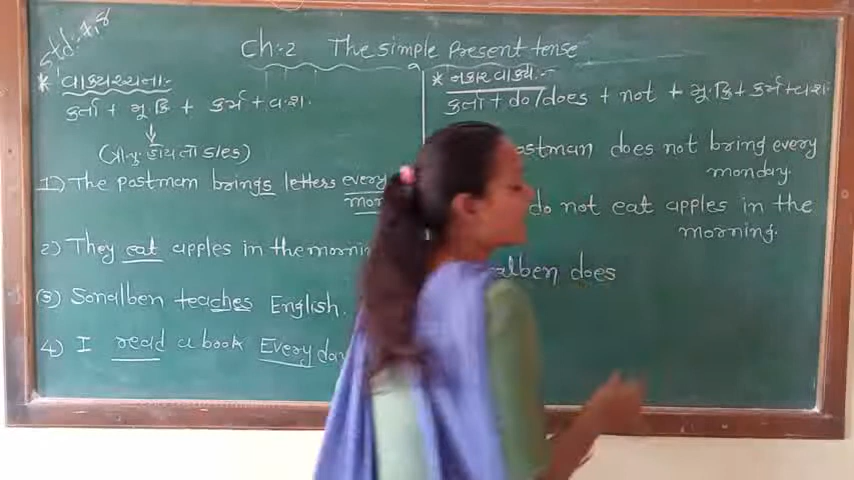 std:-7,8
Ch:-2 The simple present tense
* વાક્યરચના:-
કર્તા + મૂ.ક્રિ + કર્મ + વ.શ.
(ત્રી.પુ. હોય તો s/es)
1) The postman brings letters every
2) They eat apples in the mornin
③ Sonalben teaches English.
4) I read a book Every day
* નકાર વાક્ય:-
કર્તા + do/does + not + મૂ.ક્રિ + કર્મ + વ.શ.
ostman does not bring every
monday.
do not eat apples in the
morning.
alben does